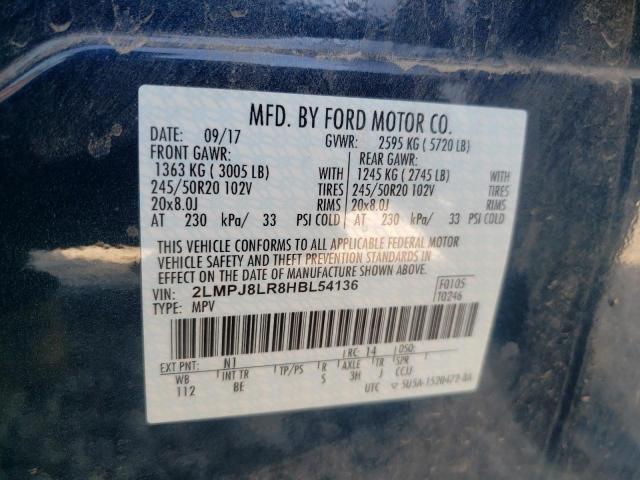 MFD. BY FORD MOTOR CO.
DATE: 09/17 GVWR: 2595 KG ( 5720 LB)
FRONT GAWR: REAR GAWR:
1363 KG ( 3005 LB) WITH 1245 KG ( 2745 LB) WITH
245/50R20 102V TIRES 245/50R20 102V TIRES
20x8.0J RIMS 20x8.0J RIMS
AT 230 kPa/ 33 PSI COLD AT 230 kPa/ 33 PSI COLD
THIS VEHICLE CONFORMS TO ALL APPLICABLE FEDERAL MOTOR
VEHICLE SAFETY AND THEFT PREVENTION STANDARDS IN
EFFECT ON THE DATE OF MANUFACTURE SHOWN ABOVE.
VIN: 2LMPJ8LR8HBL54136 F0105
TYPE: MPV T0246
EXT PNT: N1 RC: 14 DSO:
WB INT TR TP/PS R AXLE TR SPR
112 BE S 3H J CCJJ
UTC 5U5A-1520472-AA